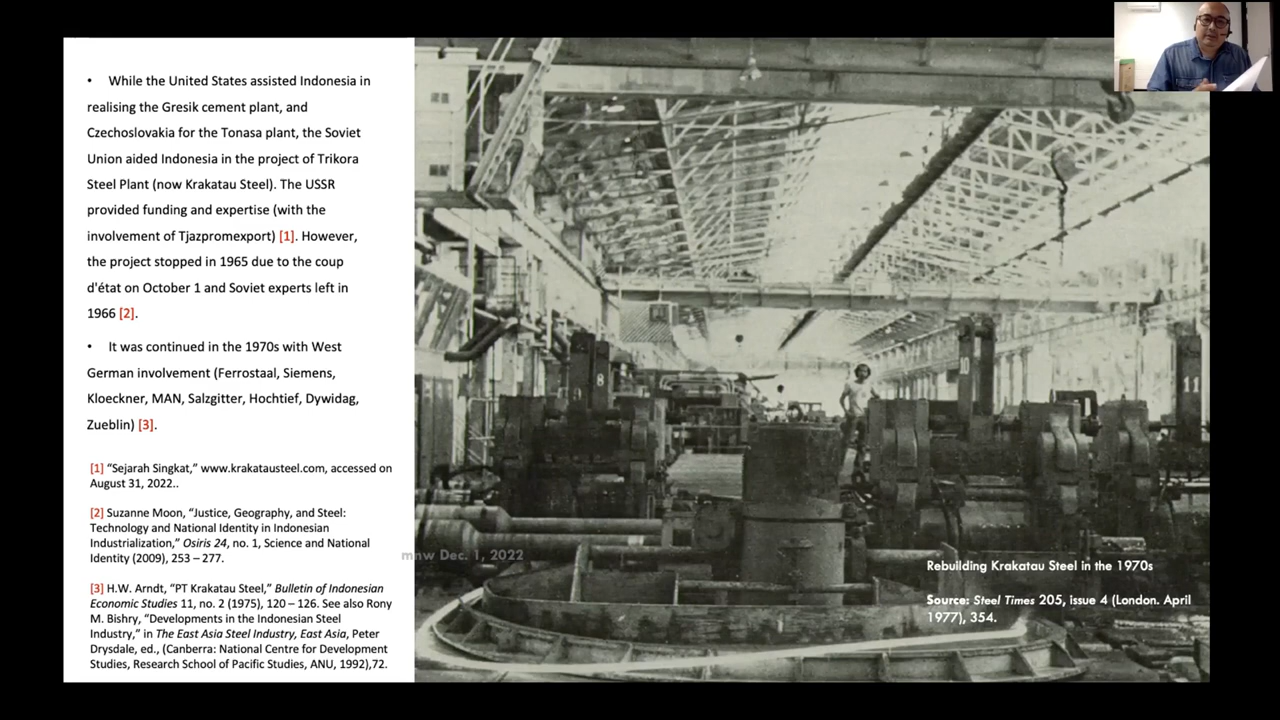 • While the United States assisted Indonesia in
realising the Gresik cement plant, and
Czechoslovakia for the Tonasa plant, the Soviet
Union aided Indonesia in the project of Trikora
Steel Plant (now Krakatau Steel). The USSR
provided funding and expertise (with the
involvement of Tjazpromexport) [1]. However,
the project stopped in 1965 due to the coup
d'état on October 1 and Soviet experts left in
1966 [2].
• It was continued in the 1970s with West
German involvement (Ferrostaal, Siemens,
Kloeckner, MAN, Salzgitter, Hochtief, Dywidag,
Zueblin) [3].
[1] “Sejarah Singkat,” www.krakatausteel.com, accessed on
August 31, 2022..
[2] Suzanne Moon, “Justice, Geography, and Steel:
Technology and National Identity in Indonesian
Industrialization,” Osiris 24, no. 1, Science and National
Identity (2009), 253 – 277.
[3] H.W. Arndt, “PT Krakatau Steel,” Bulletin of Indonesian
Economic Studies 11, no. 2 (1975), 120 – 126. See also Rony
M. Bishry, “Developments in the Indonesian Steel
Industry,” in The East Asia Steel Industry, East Asia, Peter
Drysdale, ed., (Canberra: National Centre for Development
Studies, Research School of Pacific Studies, ANU, 1992),72.
8
10
11
mnw Dec. 1, 2022
Rebuilding Krakatau Steel in the 1970s
Source: Steel Times 205, issue 4 (London. April
1977), 354.